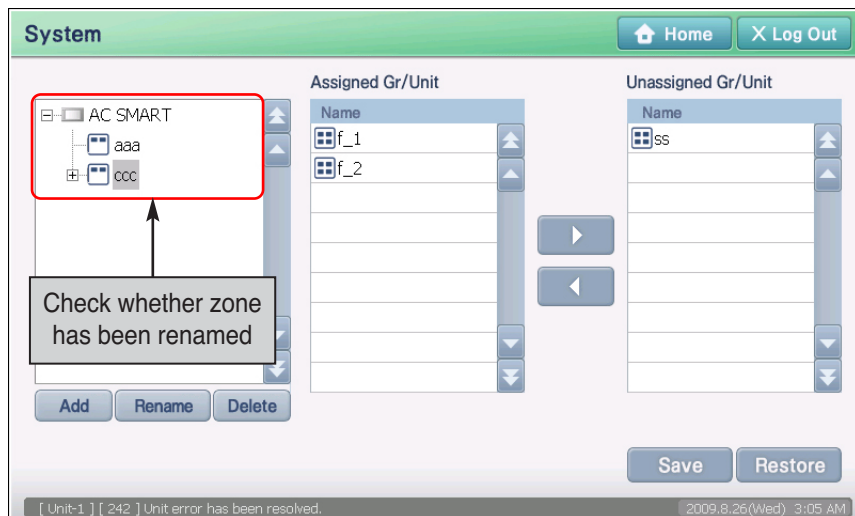 System
Home
X Log Out
AC SMART
aaa
ccc
Check whether zone
has been renamed
Add
Rename
Delete
Assigned Gr/Unit
Name
f_1
f_2
Unassigned Gr/Unit
Name
ss
Save
Restore
[ Unit-1 ] [ 242 ] Unit error has been resolved.
2009.8.26(Wed) 3:05 AM